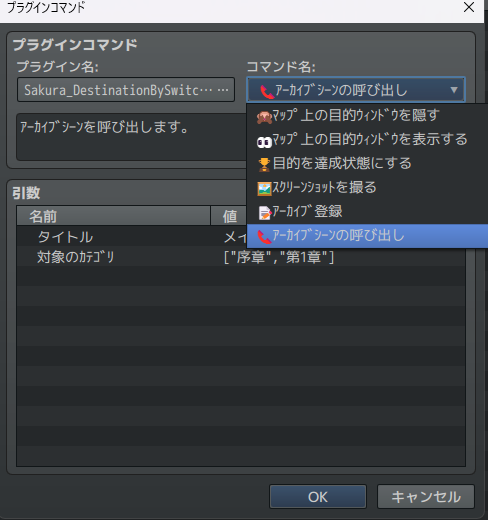 プラグインコマンド
プラグインコマンド
プラグイン名: コマンド名:
Sakura_DestinationBySwitc… … ｱｰｶｲﾌﾞｼｰﾝの呼び出し
ｱｰｶｲﾌﾞｼｰﾝを呼び出します。
ﾏｯﾌﾟ上の目的ｳｨﾝﾄﾞｳを隠す
ﾏｯﾌﾟ上の目的ｳｨﾝﾄﾞｳを表示する
目的を達成状態にする
ｽｸﾘｰﾝｼｮｯﾄを撮る
ｱｰｶｲﾌﾞ登録
ｱｰｶｲﾌﾞｼｰﾝの呼び出し
引数
名前 値
タイトル メイ
対象のｶﾃｺﾞﾘ ["序章","第1章"]
OK キャンセル